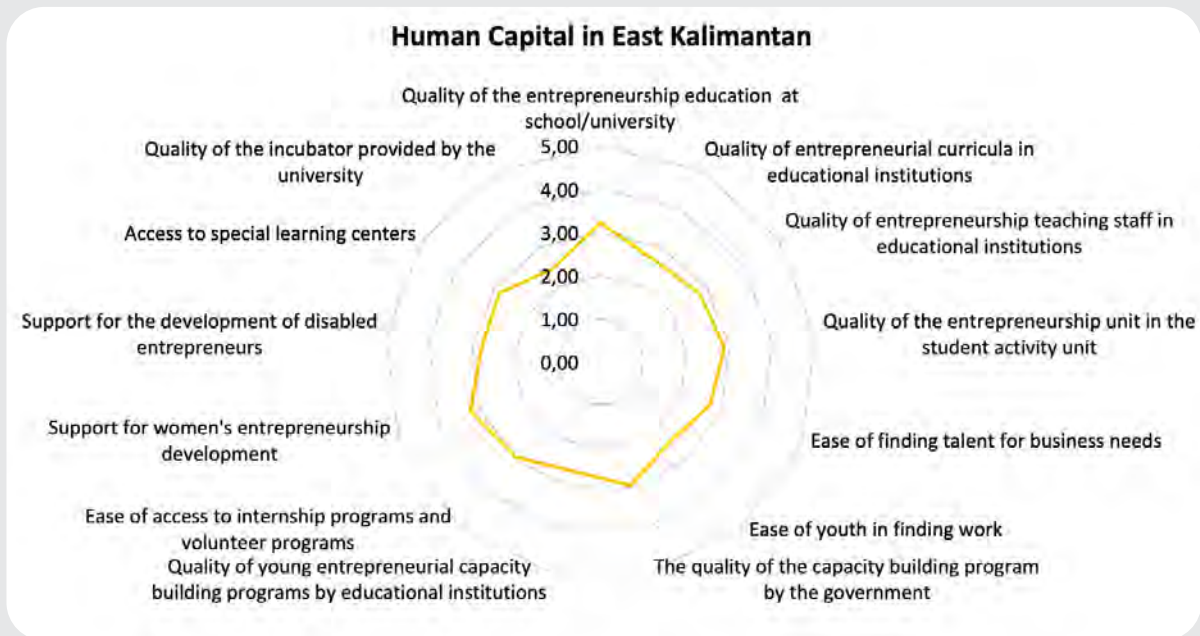 Human Capital in East Kalimantan
Quality of the entrepreneurship education at
school/university
Quality of the incubator provided by the
university
Quality of entrepreneurial curricula in
educational institutions
Access to special learning centers
Quality of entrepreneurship teaching staff in
educational institutions
Support for the development of disabled
entrepreneurs
Quality of the entrepreneurship unit in the
student activity unit
Support for women's entrepreneurship
development
Ease of finding talent for business needs
Ease of access to internship programs and
volunteer programs
Ease of youth in finding work
Quality of young entrepreneurial capacity
building programs by educational institutions
The quality of the capacity building program
by the government
5,00
4,00
3,00
2,00
1,00
0,00